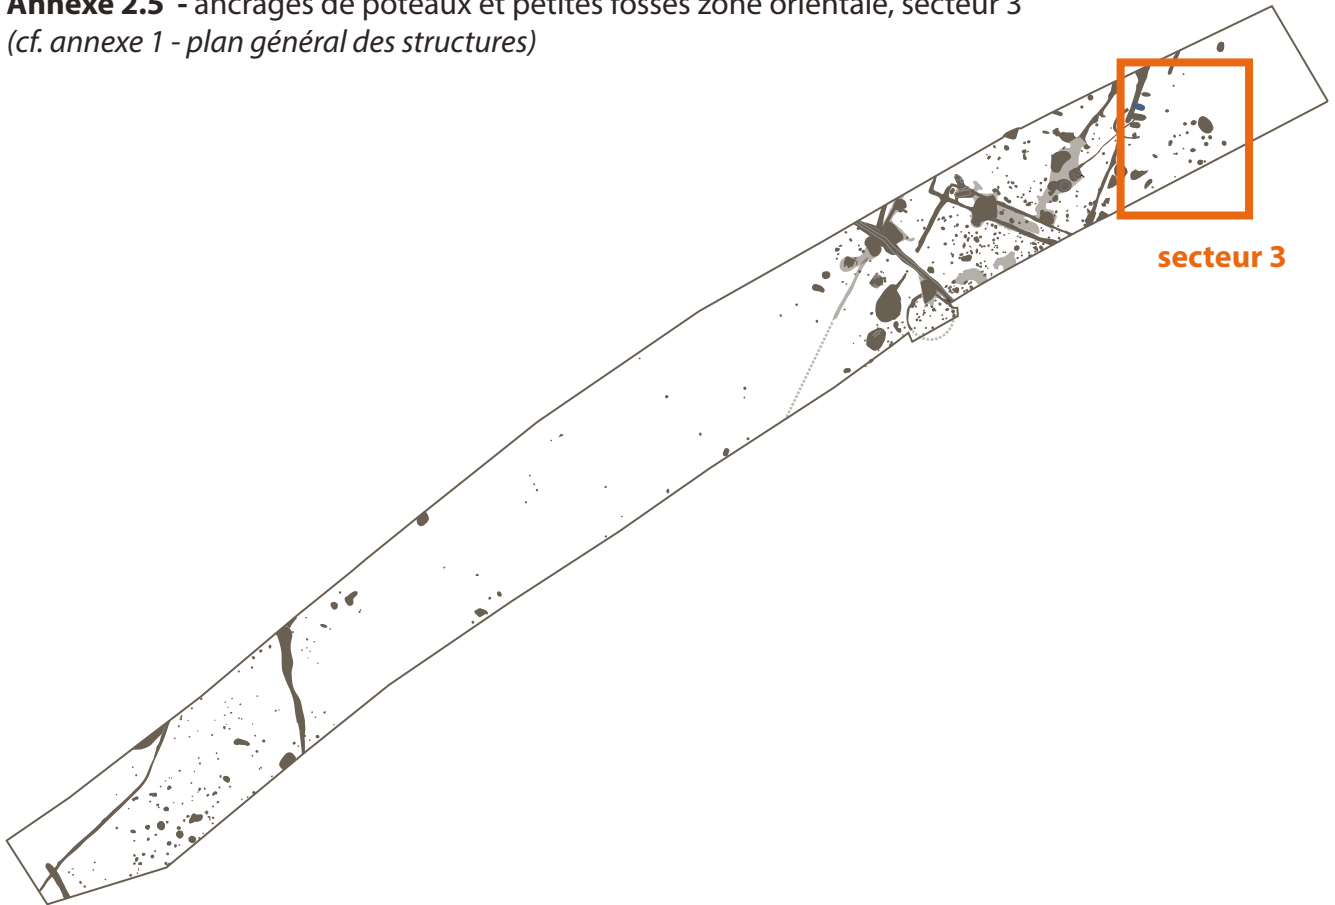 Annexe 2.5 - ancrages de poteaux et petites fosses zone orientale, secteur 3
(cf. annexe 1 - plan général des structures)
secteur 3